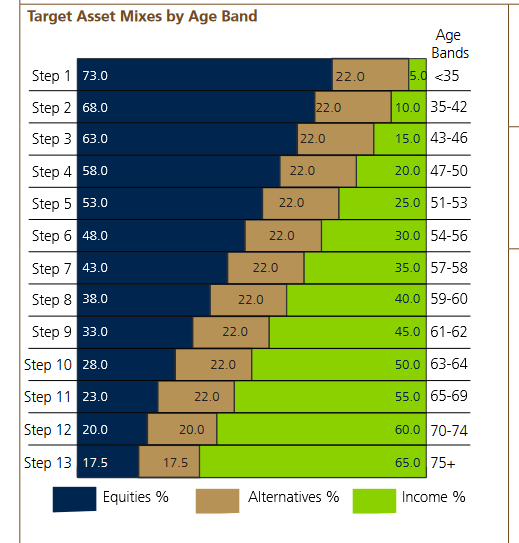 Target Asset Mixes by Age Band
Age
Bands
Step 1 73.0 22.0 5.0 <35
Step 2 68.0 22.0 10.0 35-42
Step 3 63.0 22.0 15.0 43-46
Step 4 58.0 22.0 20.0 47-50
Step 5 53.0 22.0 25.0 51-53
Step 6 48.0 22.0 30.0 54-56
Step 7 43.0 22.0 35.0 57-58
Step 8 38.0 22.0 40.0 59-60
Step 9 33.0 22.0 45.0 61-62
Step 10 28.0 22.0 50.0 63-64
Step 11 23.0 22.0 55.0 65-69
Step 12 20.0 20.0 60.0 70-74
Step 13 17.5 17.5 65.0 75+
Equities % Alternatives % Income %